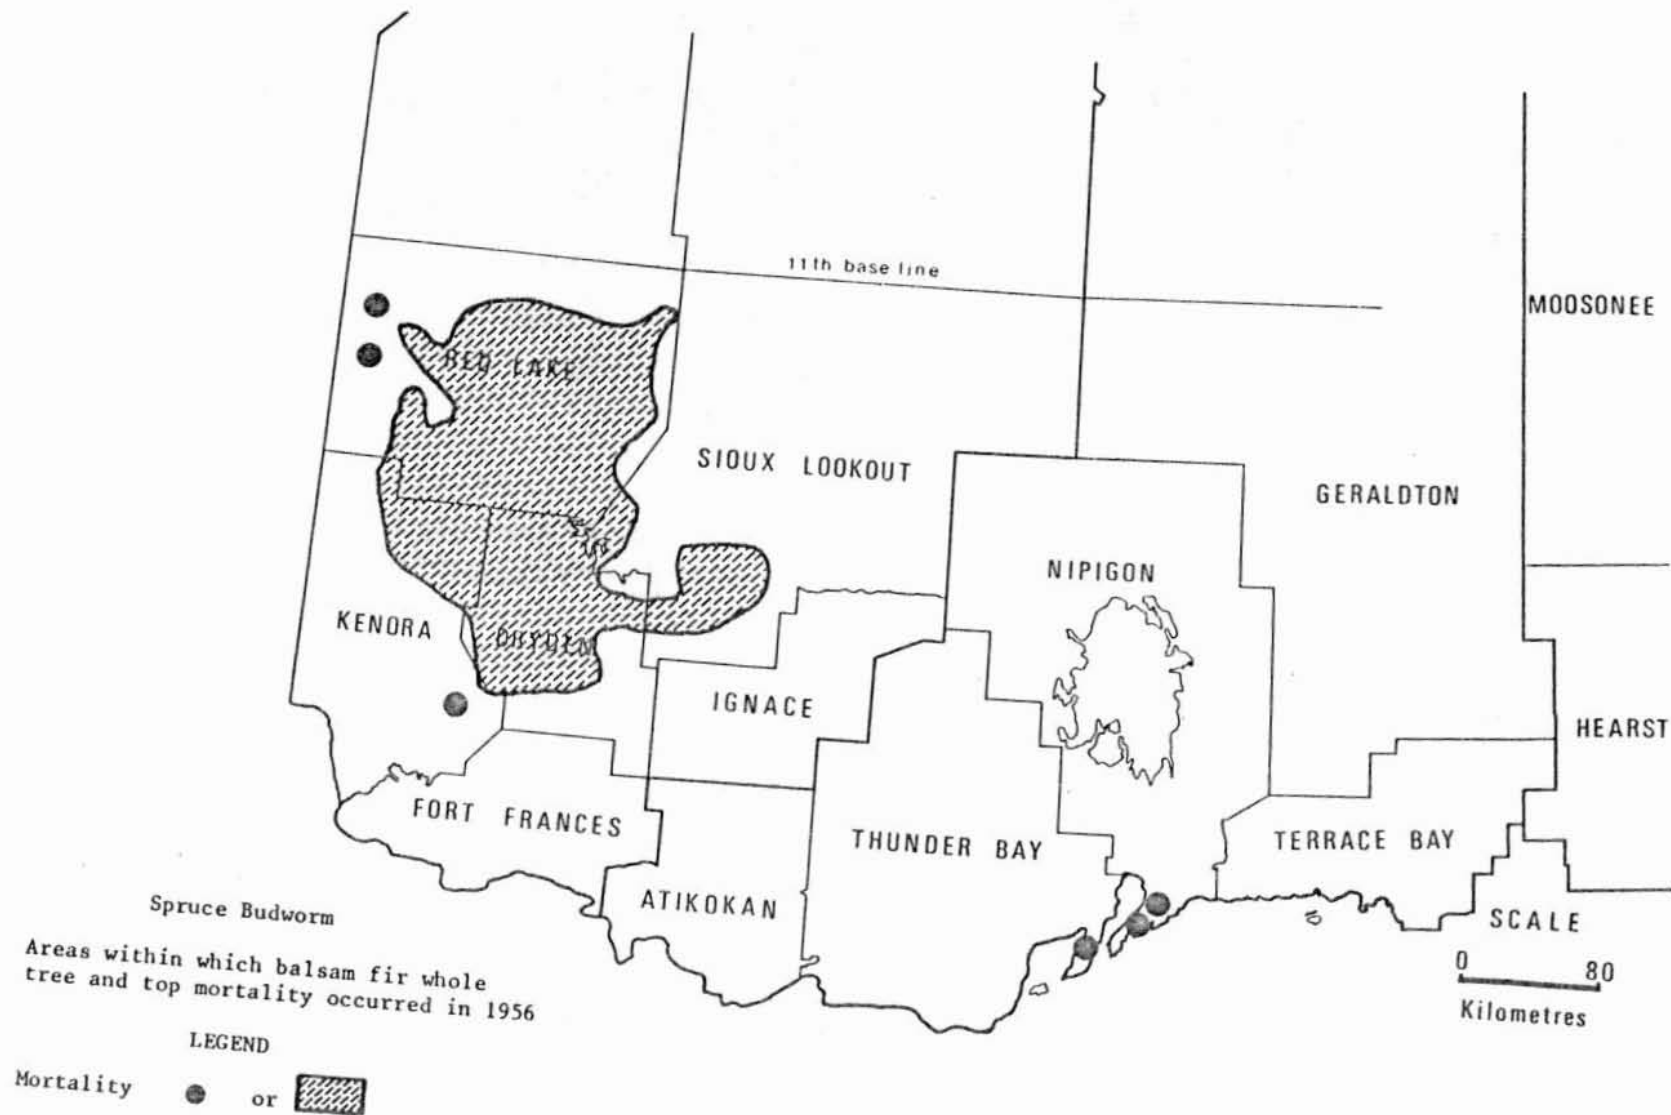 11th base line
MOOSONEE
RED LAKE
SIOUX LOOKOUT
GERALDTON
NIPIGON
KENORA
DRYDEN
IGNACE
HEARST
FORT FRANCES
THUNDER BAY
TERRACE BAY
ATIKOKAN
SCALE
0 80
Kilometres
Spruce Budworm
Areas within which balsam fir whole
tree and top mortality occurred in 1956
LEGEND
Mortality or